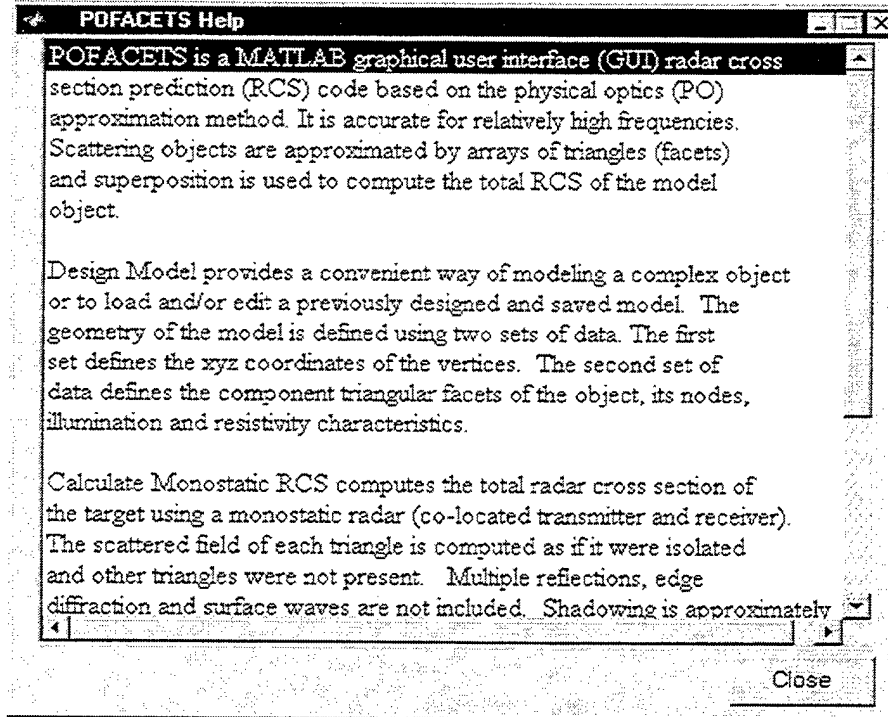 POFACETS Help
POFACETS is a MATLAB graphical user interface (GUI) radar cross
section prediction (RCS) code based on the physical optics (PO)
approximation method. It is accurate for relatively high frequencies.
Scattering objects are approximated by arrays of triangles (facets)
and superposition is used to compute the total RCS of the model
object.
Design Model provides a convenient way of modeling a complex object
or to load and/or edit a previously designed and saved model. The
geometry of the model is defined using two sets of data. The first
set defines the xyz coordinates of the vertices. The second set of
data defines the component triangular facets of the object, its nodes,
illumination and resistivity characteristics.
Calculate Monostatic RCS computes the total radar cross section of
the target using a monostatic radar (co-located transmitter and receiver).
The scattered field of each triangle is computed as if it were isolated
and other triangles were not present. Multiple reflections, edge
diffraction and surface waves are not included. Shadowing is approximately
Close